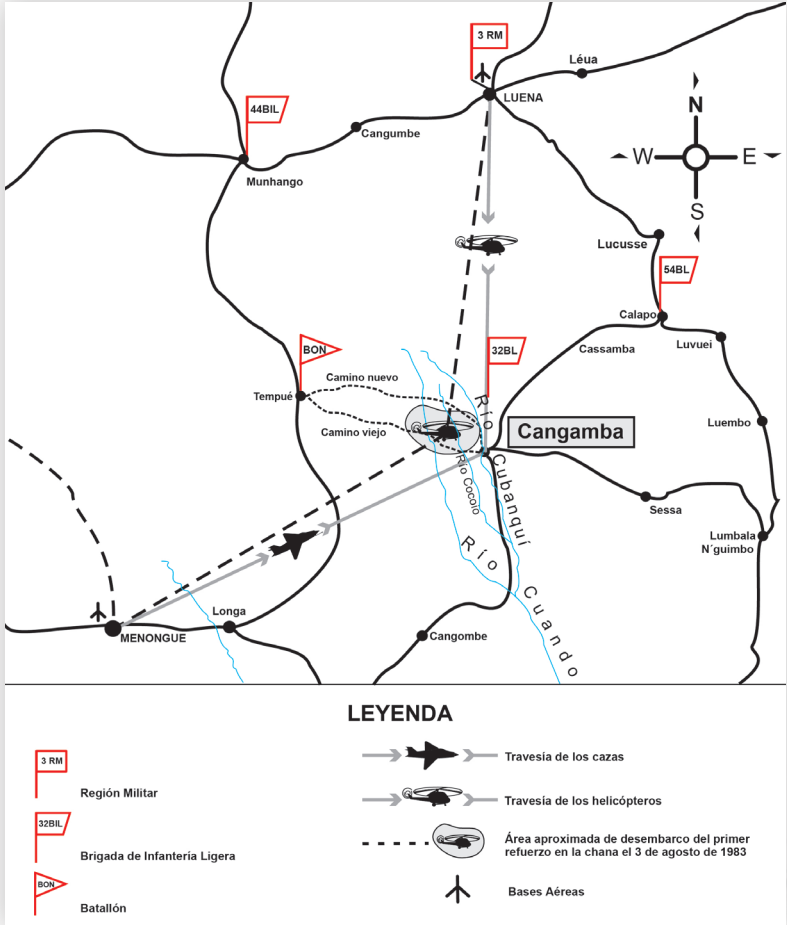 3 RM
Léua
LUENA
N
44BIL
Cangumbe
W
E
Munhango
S
Lucusse
54BL
Calapo
BON
32BL
Cassamba
Luvuei
Camino nuevo
Tempué
Río Cubanquí
Camino viejo
Cangamba
Luembo
Río Cocoio
Sessa
Río Cuando
Lumbala
N´guimbo
Longa
MENONGUE
Cangombe
LEYENDA
3 RM
Región Militar
32BIL
Brigada de Infantería Ligera
BON
Batallón
Travesía de los cazas
Travesía de los helicópteros
Área aproximada de desembarco del primer
refuerzo en la chana el 3 de agosto de 1983
Bases Aéreas